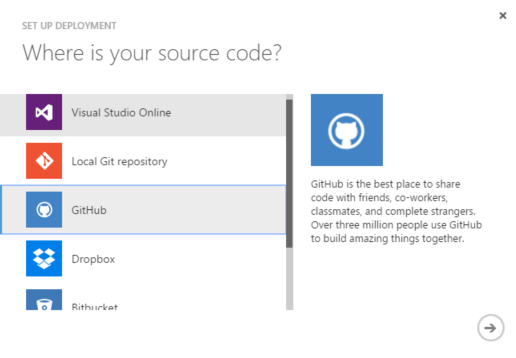 SET UP DEPLOYMENT
Where is your source code?
Visual Studio Online
Local Git repository
GitHub
Dropbox
Bitbucket
GitHub is the best place to share
code with friends, co-workers,
classmates, and complete strangers.
Over three million people use GitHub
to build amazing things together.